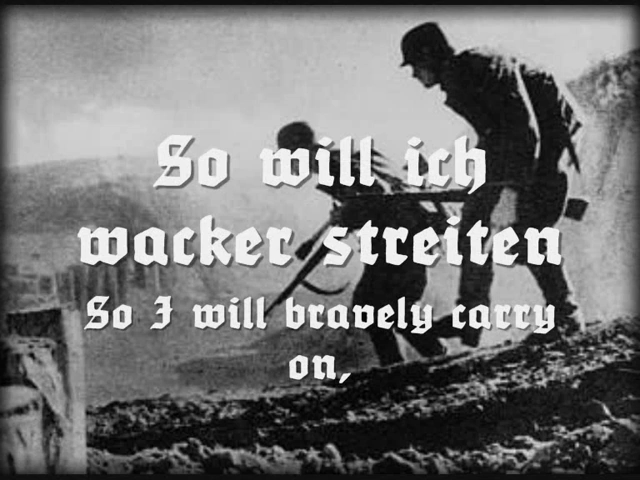 So will ich
wacker streiten
So I will bravely carry
on,